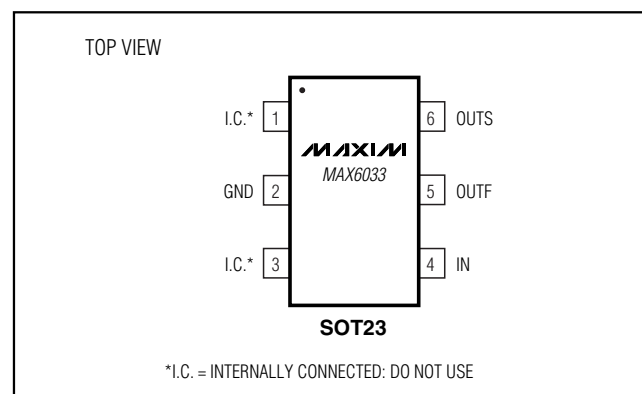 TOP VIEW
I.C.* 1
6 OUTS
MAXIM
MAX6033
GND 2
5 OUTF
I.C.* 3
4 IN
SOT23
*I.C. = INTERNALLY CONNECTED: DO NOT USE